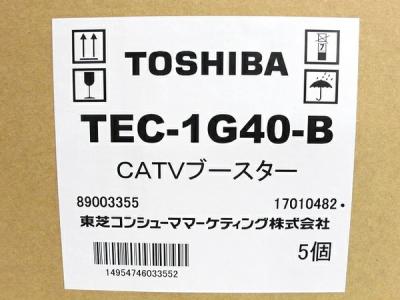 TOSHIBA
TEC-1G40-B
CATVブースター
89003355 17010482
東芝コンシューママーケティング株式会社
5個
14954746033552